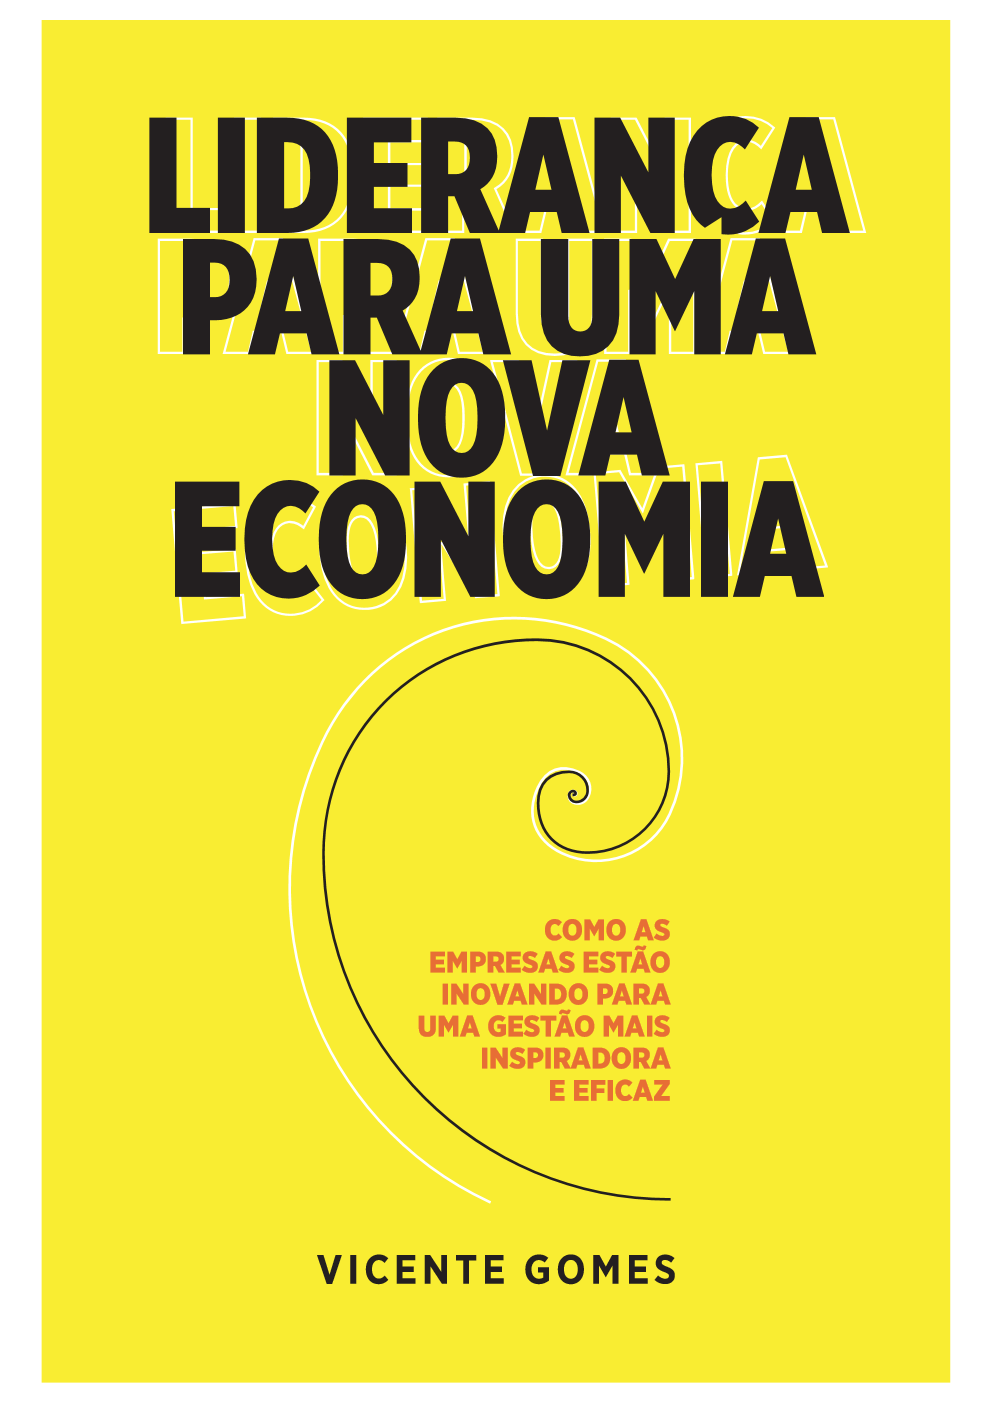 LIDERANÇA
PARA UMA
NOVA
ECONOMIA
COMO AS
EMPRESAS ESTÃO
INOVANDO PARA
UMA GESTÃO MAIS
INSPIRADORA
E EFICAZ
VICENTE GOMES